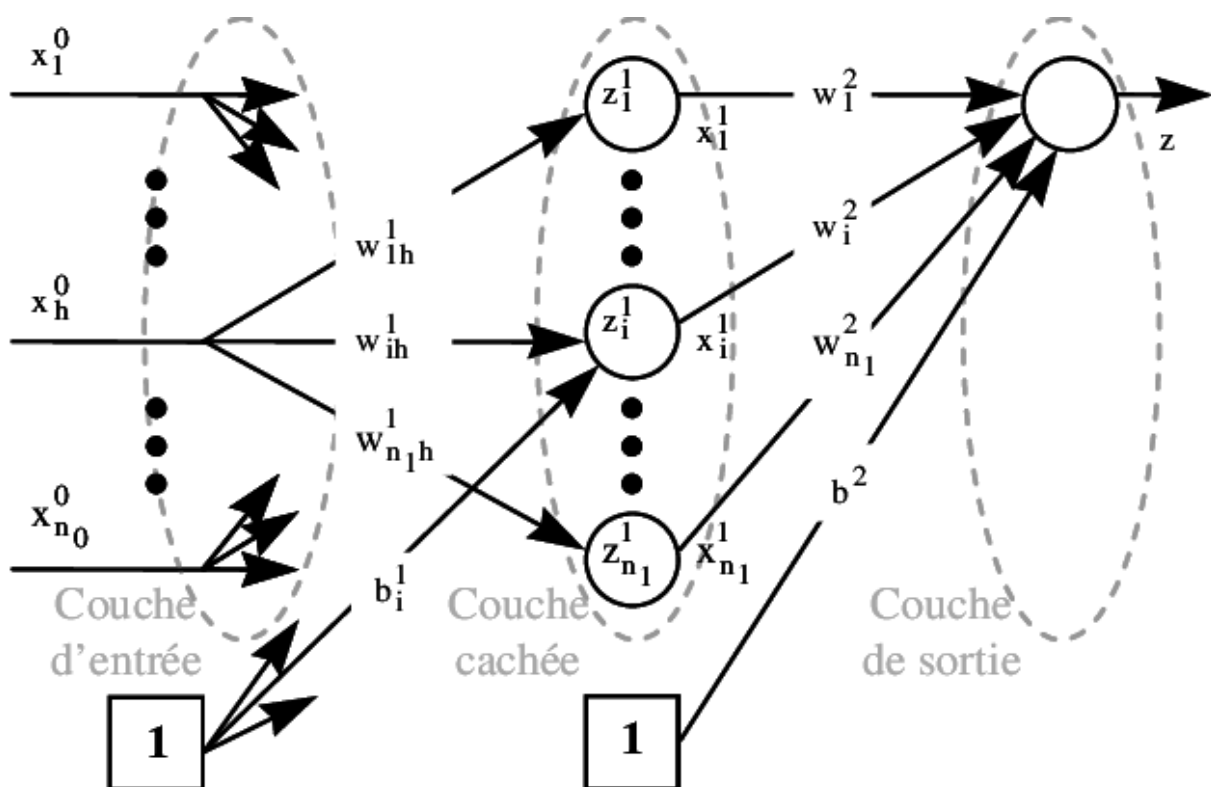 x_1^0
z_1^1
w_1^2
x_1^1
z
w_{1h}^1
w_i^2
x_h^0
z_i^1
w_{ih}^1
x_i^1
w_{n_1}^2
w_{n_1h}^1
b^2
x_{n_0}^0
z_{n_1}^1
x_{n_1}^1
b_i^1
Couche
d'entrée
Couche
cachée
Couche
de sortie
1
1